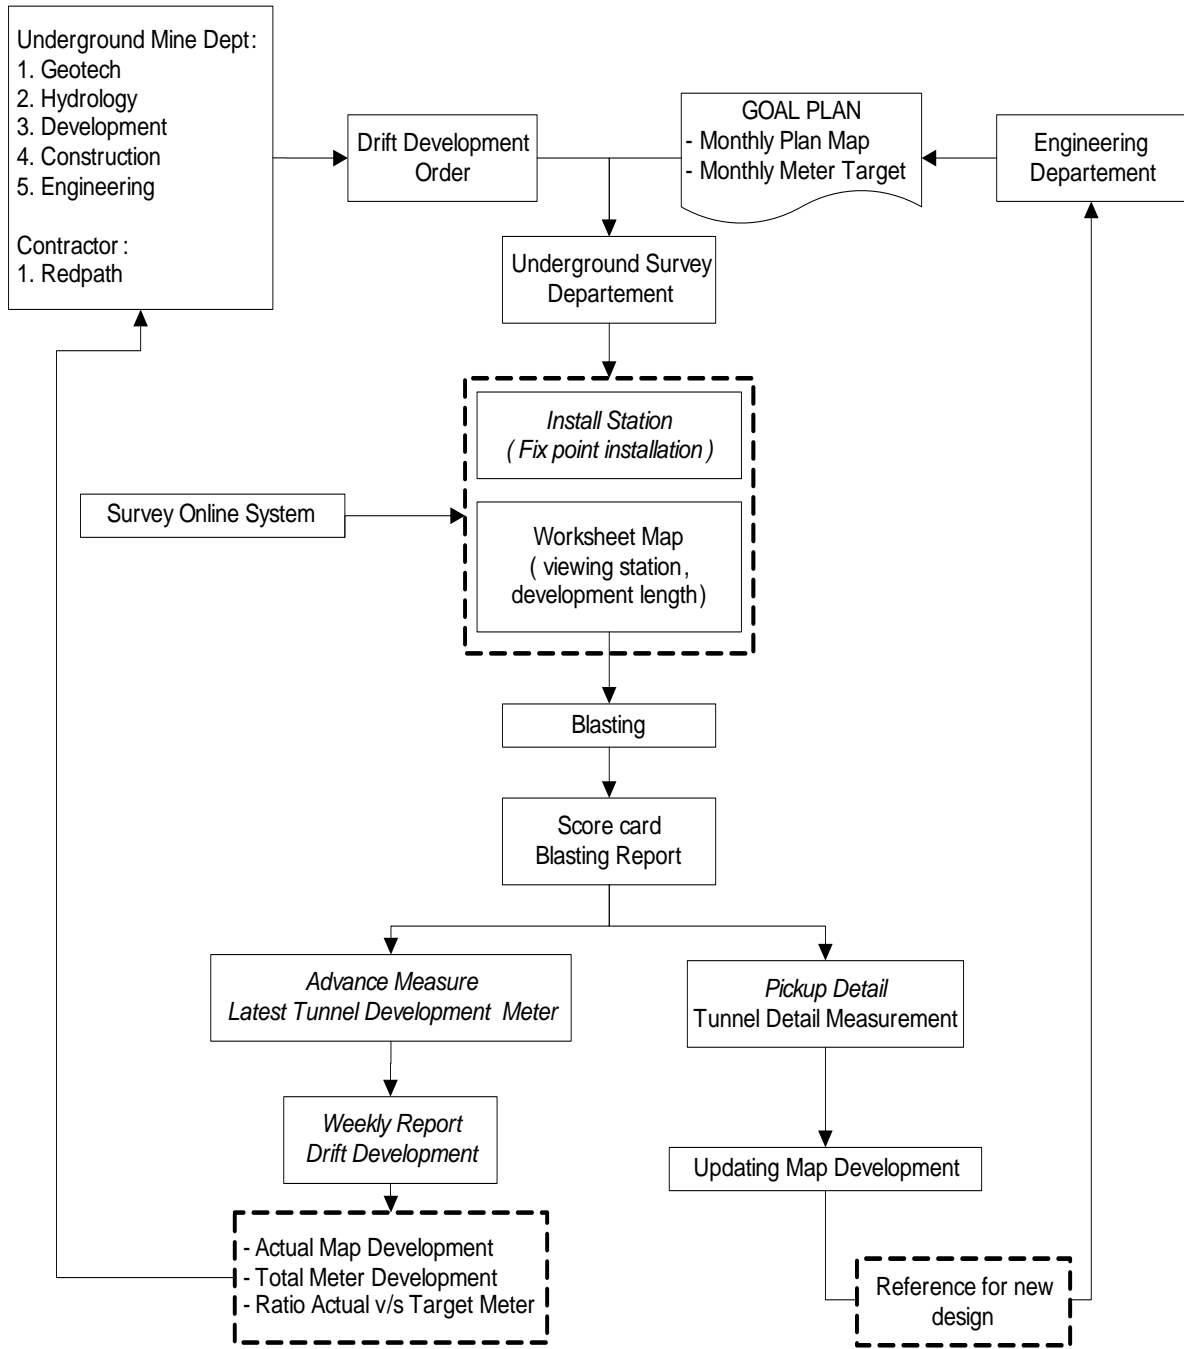 Underground Mine Dept:
1. Geotech
2. Hydrology
3. Development
4. Construction
5. Engineering
Contractor :
1. Redpath
Drift Development
Order
GOAL PLAN
- Monthly Plan Map
- Monthly Meter Target
Engineering
Departement
Underground Survey
Departement
Install Station
( Fix point installation )
Survey Online System
Worksheet Map
( viewing station,
development length)
Blasting
Score card
Blasting Report
Advance Measure
Latest Tunnel Development Meter
Pickup Detail
Tunnel Detail Measurement
Weekly Report
Drift Development
Updating Map Development
- Actual Map Development
- Total Meter Development
- Ratio Actual v/s Target Meter
Reference for new
design